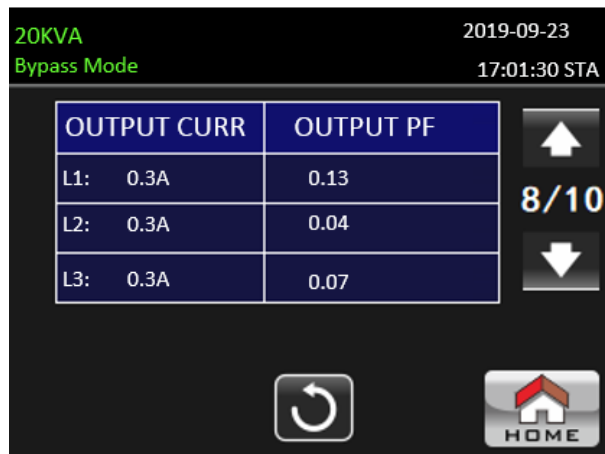 20KVA 2019-09-23
Bypass Mode 17:01:30 STA
OUTPUT CURR OUTPUT PF
L1: 0.3A 0.13
8/10
L2: 0.3A 0.04
L3: 0.3A 0.07
HOME